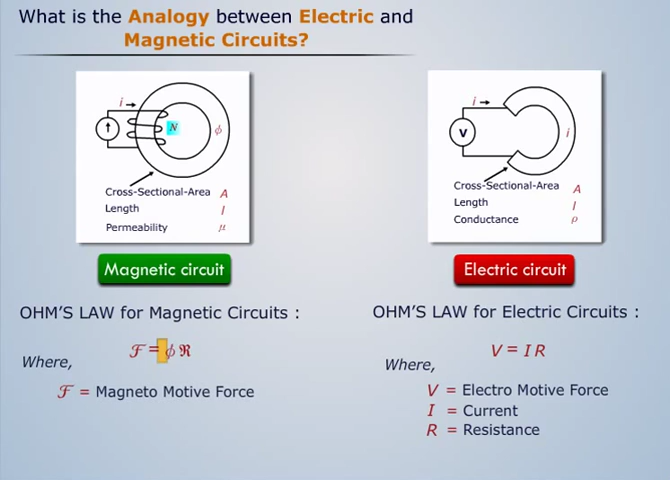 What is the Analogy between Electric and
Magnetic Circuits?
i
N
ϕ
Cross-Sectional-Area A
Length l
Permeability μ
Magnetic circuit
OHM'S LAW for Magnetic Circuits :
ℱ = ϕ ℜ
Where,
ℱ = Magneto Motive Force
i
V
i
Cross-Sectional-Area A
Length l
Conductance ρ
Electric circuit
OHM'S LAW for Electric Circuits :
V = I R
Where,
V = Electro Motive Force
I = Current
R = Resistance